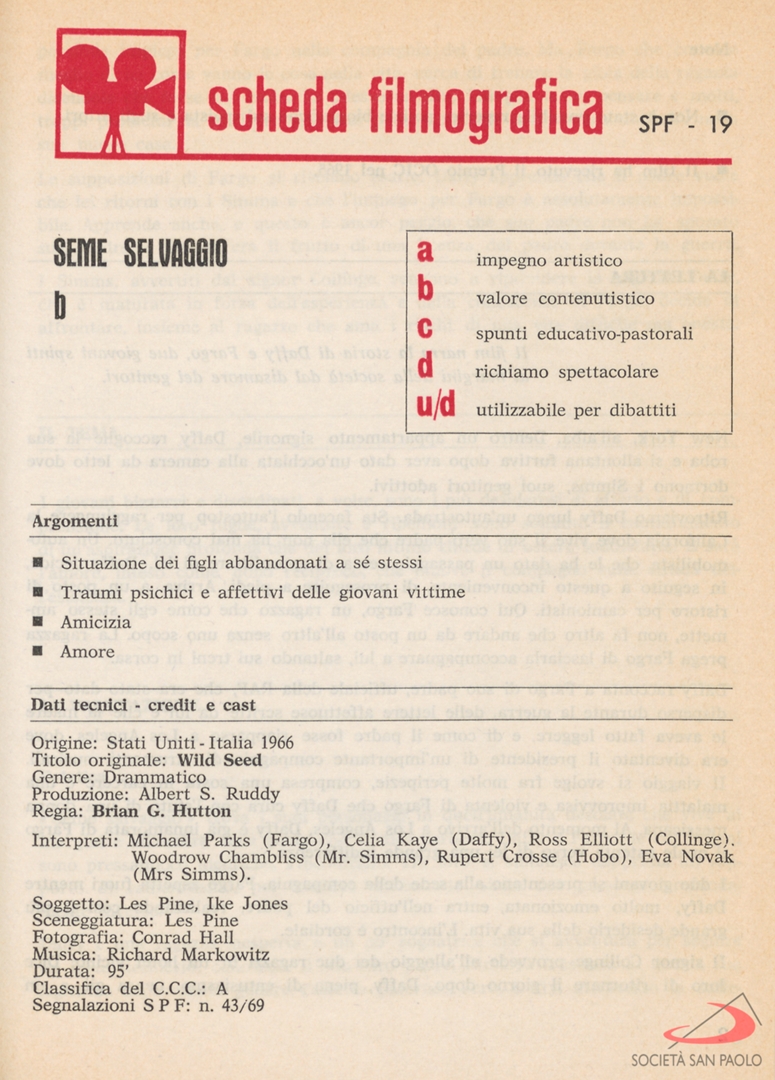 scheda filmografica SPF - 19
SEME SELVAGGIO
b
a impegno artistico
b valore contenutistico
c spunti educativo-pastorali
d richiamo spettacolare
u/d utilizzabile per dibattiti
Argomenti
Situazione dei figli abbandonati a sé stessi
Traumi psichici e affettivi delle giovani vittime
Amicizia
Amore
Dati tecnici - credit e cast
Origine: Stati Uniti - Italia 1966
Titolo originale: Wild Seed
Genere: Drammatico
Produzione: Albert S. Ruddy
Regia: Brian G. Hutton
Interpreti: Michael Parks (Fargo), Celia Kaye (Daffy), Ross Elliott (Collinge).
Woodrow Chambliss (Mr. Simms), Rupert Crosse (Hobo), Eva Novak
(Mrs Simms).
Soggetto: Les Pine, Ike Jones
Sceneggiatura: Les Pine
Fotografia: Conrad Hall
Musica: Richard Markowitz
Durata: 95'
Classifica del C.C.C.: A
Segnalazioni S P F: n. 43/69
SOCIETÀ SAN PAOLO